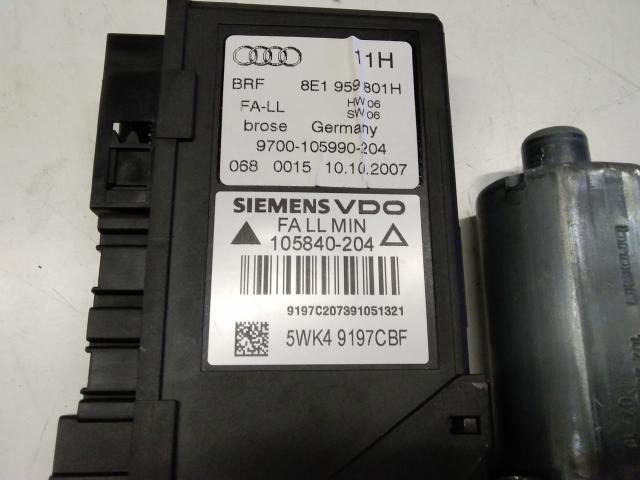 11H
BRF 8E1 959 801H
FA-LL HW 06
SW 06
brose Germany
9700-105990-204
068 0015 10.10.2007
SIEMENS VDO
FA LL MIN
105840-204
9197C207391051321
5WK4 9197CBF